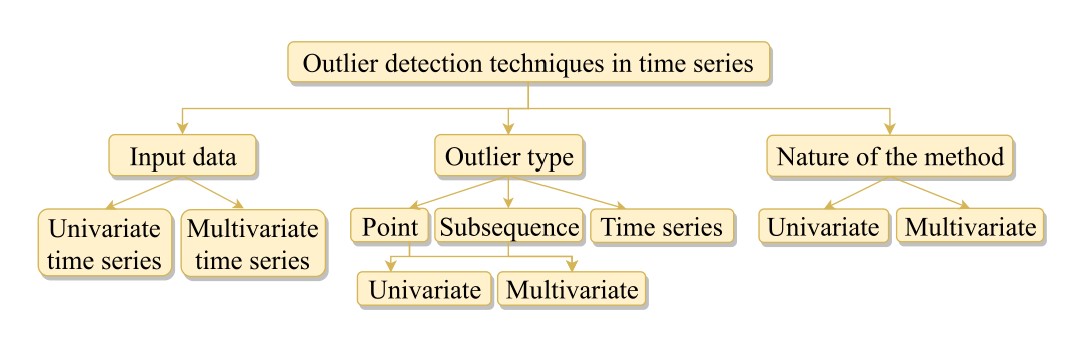 Outlier detection techniques in time series
Input data
Outlier type
Nature of the method
Univariate
time series
Multivariate
time series
Point
Subsequence
Time series
Univariate
Multivariate
Univariate
Multivariate